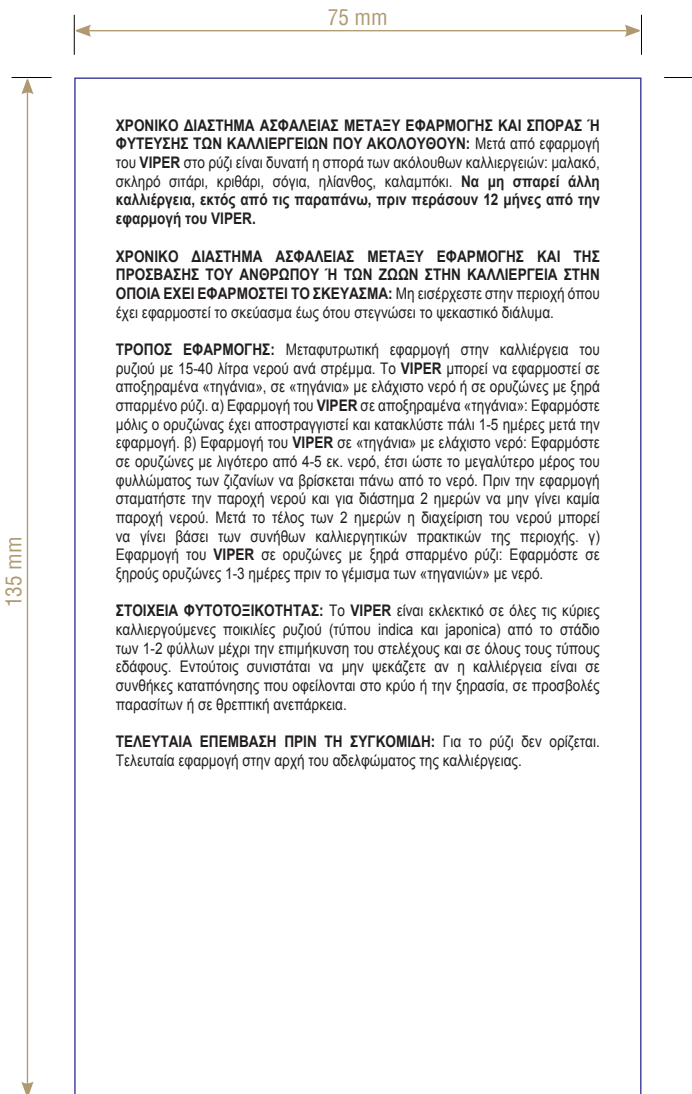 75 mm
135 mm
ΧΡΟΝΙΚΟ ΔΙΑΣΤΗΜΑ ΑΣΦΑΛΕΙΑΣ ΜΕΤΑΞΥ ΕΦΑΡΜΟΓΗΣ ΚΑΙ ΣΠΟΡΑΣ Ή
ΦΥΤΕΥΣΗΣ ΤΩΝ ΚΑΛΛΙΕΡΓΕΙΩΝ ΠΟΥ ΑΚΟΛΟΥΘΟΥΝ: Μετά από εφαρμογή
του VIPER στο ρύζι είναι δυνατή η σπορά των ακόλουθων καλλιεργειών: μαλακό,
σκληρό σιτάρι, κριθάρι, σόγια, ηλίανθος, καλαμπόκι. Να μη σπαρεί άλλη
καλλιέργεια, εκτός από τις παραπάνω, πριν περάσουν 12 μήνες από την
εφαρμογή του VIPER.
ΧΡΟΝΙΚΟ ΔΙΑΣΤΗΜΑ ΑΣΦΑΛΕΙΑΣ ΜΕΤΑΞΥ ΕΦΑΡΜΟΓΗΣ ΚΑΙ ΤΗΣ
ΠΡΟΣΒΑΣΗΣ ΤΟΥ ΑΝΘΡΩΠΟΥ Ή ΤΩΝ ΖΩΩΝ ΣΤΗΝ ΚΑΛΛΙΕΡΓΕΙΑ ΣΤΗΝ
ΟΠΟΙΑ ΕΧΕΙ ΕΦΑΡΜΟΣΤΕΙ ΤΟ ΣΚΕΥΑΣΜΑ: Μη εισέρχεστε στην περιοχή όπου
έχει εφαρμοστεί το σκεύασμα έως ότου στεγνώσει το ψεκαστικό διάλυμα.
ΤΡΟΠΟΣ ΕΦΑΡΜΟΓΗΣ: Μεταφυτρωτική εφαρμογή στην καλλιέργεια του
ρυζιού με 15-40 λίτρα νερού ανά στρέμμα. Το VIPER μπορεί να εφαρμοστεί σε
αποξηραμένα «τηγάνια», σε «τηγάνια» με ελάχιστο νερό ή σε ορυζώνες με ξηρά
σπαρμένο ρύζι. α) Εφαρμογή του VIPER σε αποξηραμένα «τηγάνια»: Εφαρμόστε
μόλις ο ορυζώνας έχει αποστραγγιστεί και κατακλύστε πάλι 1-5 ημέρες μετά την
εφαρμογή. β) Εφαρμογή του VIPER σε «τηγάνια» με ελάχιστο νερό: Εφαρμόστε
σε ορυζώνες με λιγότερο από 4-5 εκ. νερό, έτσι ώστε το μεγαλύτερο μέρος του
φυλλώματος των ζιζανίων να βρίσκεται πάνω από το νερό. Πριν την εφαρμογή
σταματήστε την παροχή νερού και για διάστημα 2 ημερών να μην γίνει καμία
παροχή νερού. Μετά το τέλος των 2 ημερών η διαχείριση του νερού μπορεί
να γίνει βάσει των συνήθων καλλιεργητικών πρακτικών της περιοχής. γ)
Εφαρμογή του VIPER σε ορυζώνες με ξηρά σπαρμένο ρύζι: Εφαρμόστε σε
ξηρούς ορυζώνες 1-3 ημέρες πριν το γέμισμα των «τηγανιών» με νερό.
ΣΤΟΙΧΕΙΑ ΦΥΤΟΤΟΞΙΚΟΤΗΤΑΣ: Το VIPER είναι εκλεκτικό σε όλες τις κύριες
καλλιεργούμενες ποικιλίες ρυζιού (τύπου indica και japonica) από το στάδιο
των 1-2 φύλλων μέχρι την επιμήκυνση του στελέχους και σε όλους τους τύπους
εδάφους. Εντούτοις συνιστάται να μην ψεκάζετε αν η καλλιέργεια είναι σε
συνθήκες καταπόνησης που οφείλονται στο κρύο ή την ξηρασία, σε προσβολές
παρασίτων ή σε θρεπτική ανεπάρκεια.
ΤΕΛΕΥΤΑΙΑ ΕΠΕΜΒΑΣΗ ΠΡΙΝ ΤΗ ΣΥΓΚΟΜΙΔΗ: Για το ρύζι δεν ορίζεται.
Τελευταία εφαρμογή στην αρχή του αδελφώματος της καλλιέργειας.